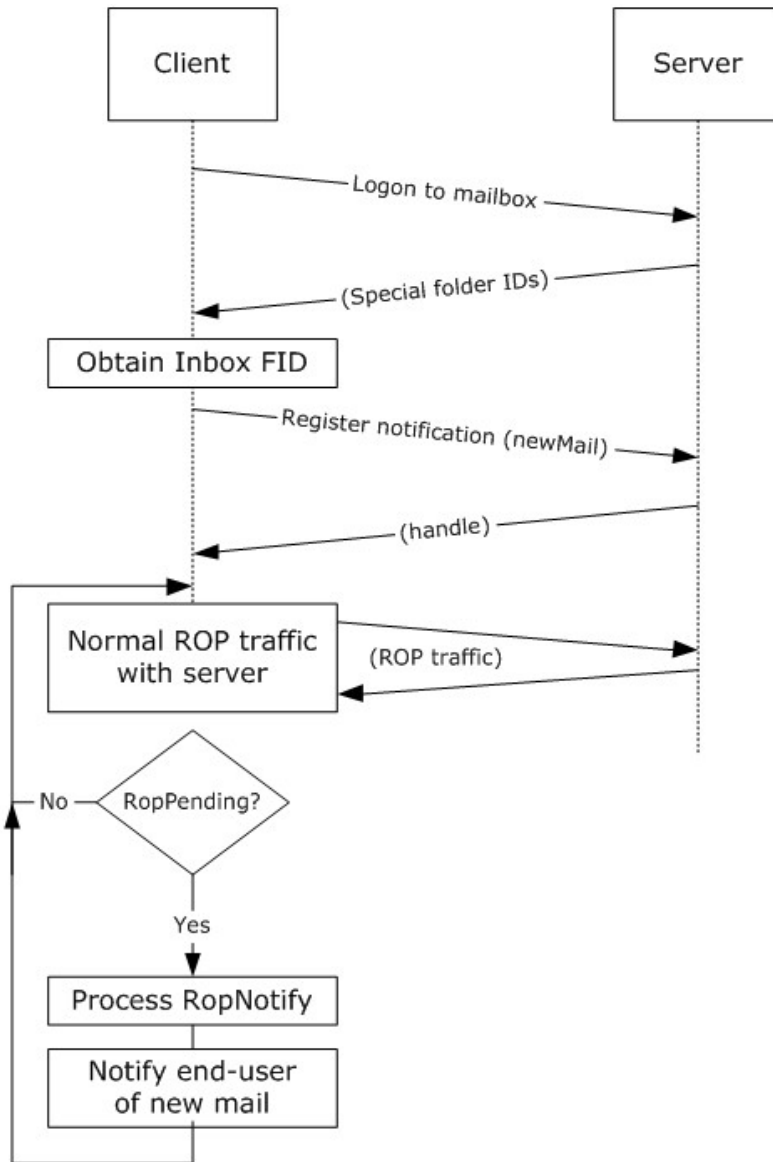 Client
Server
Logon to mailbox
(Special folder IDs)
Obtain Inbox FID
Register notification (newMail)
(handle)
Normal ROP traffic
with server
(ROP traffic)
No
RopPending?
Yes
Process RopNotify
Notify end-user
of new mail